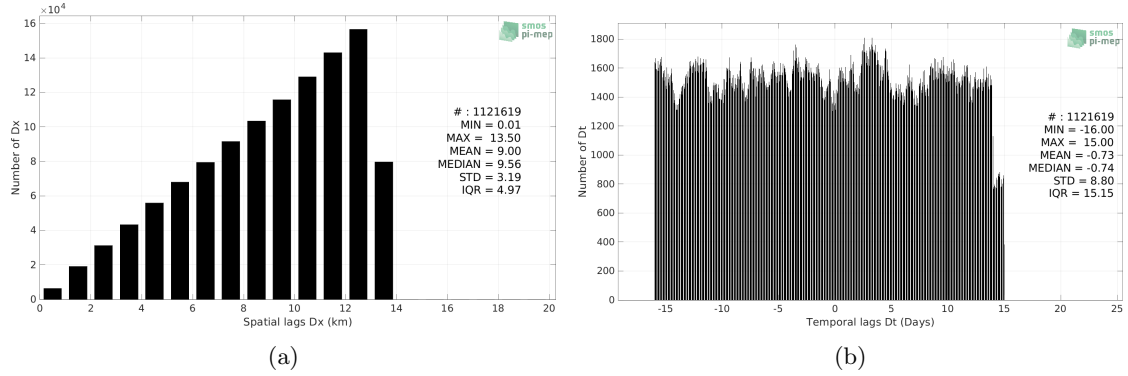 ×10⁴
16
14
12
10
8
6
4
2
0
Number of Dx
0 2 4 6 8 10 12 14 16 18 20
Spatial lags Dx (km)
smos
pi-mep
# : 1121619
MIN = 0.01
MAX = 13.50
MEAN = 9.00
MEDIAN = 9.56
STD = 3.19
IQR = 4.97
(a)
1800
1600
1400
1200
1000
800
600
400
200
0
Number of Dt
-15 -10 -5 0 5 10 15 20 25
Temporal lags Dt (Days)
smos
pi-mep
# : 1121619
MIN = -16.00
MAX = 15.00
MEAN = -0.73
MEDIAN = -0.74
STD = 8.80
IQR = 15.15
(b)